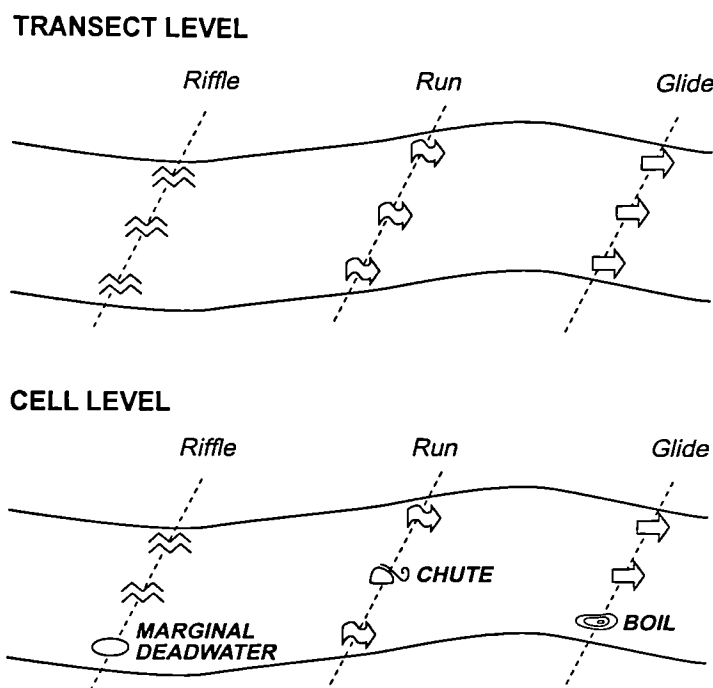 TRANSECT LEVEL
Riffle Run Glide
CELL LEVEL
Riffle Run Glide
CHUTE
MARGINAL
DEADWATER
BOIL